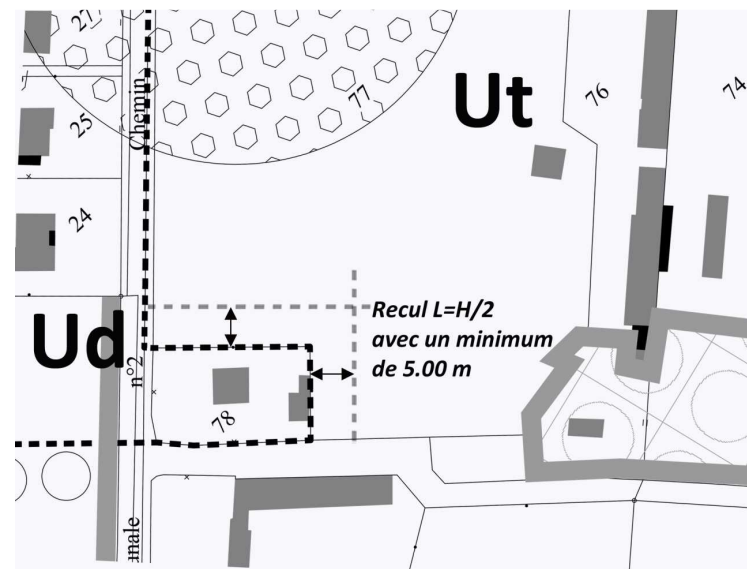 27
Chemin
77
Ut
76
74
25
24
Recul L=H/2
avec un minimum
de 5.00 m
Ud
n°2
78
nale